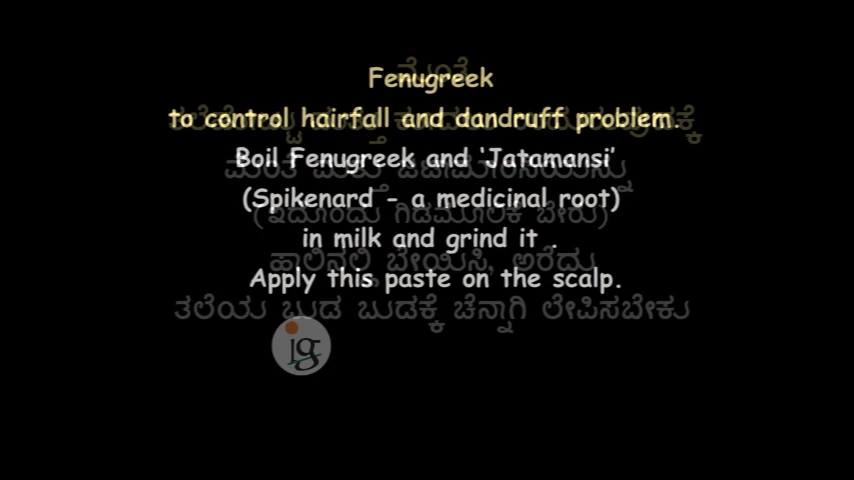 Fenugreek
to control hairfall and dandruff problem.
Boil Fenugreek and ‘Jatamansi’
(Spikenard - a medicinal root)
in milk and grind it .
Apply this paste on the scalp.
ಹಾಲಿನಲ್ಲಿ ಬೇಯಿಸಿ, ಅರೆದು
ತಲೆಯ ಬುಡ ಬುಡಕ್ಕೆ ಚೆನ್ನಾಗಿ ಲೇಪಿಸಬೇಕು
ig